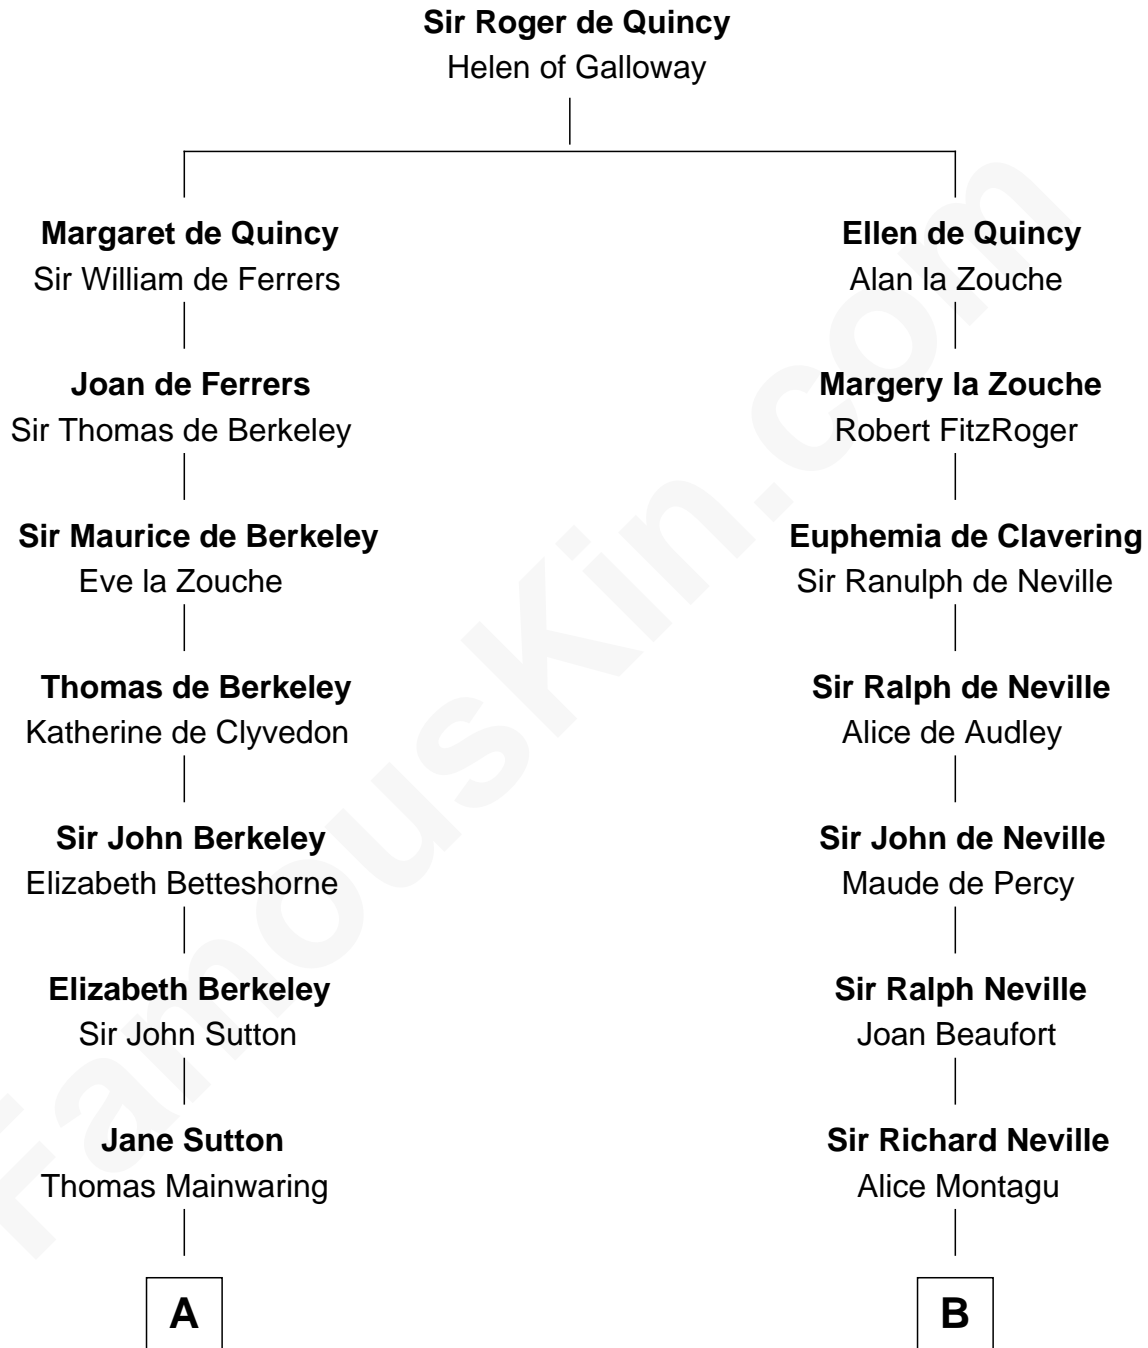 Sir Roger de Quincy
Helen of Galloway
Margaret de Quincy
Sir William de Ferrers
Ellen de Quincy
Alan la Zouche
Joan de Ferrers
Sir Thomas de Berkeley
Margery la Zouche
Robert FitzRoger
Sir Maurice de Berkeley
Eve la Zouche
Euphemia de Clavering
Sir Ranulph de Neville
Thomas de Berkeley
Katherine de Clyvedon
Sir Ralph de Neville
Alice de Audley
Sir John Berkeley
Elizabeth Betteshorne
Sir John de Neville
Maude de Percy
Elizabeth Berkeley
Sir John Sutton
Sir Ralph Neville
Joan Beaufort
Jane Sutton
Thomas Mainwaring
Sir Richard Neville
Alice Montagu
A
B
FamousKin.com